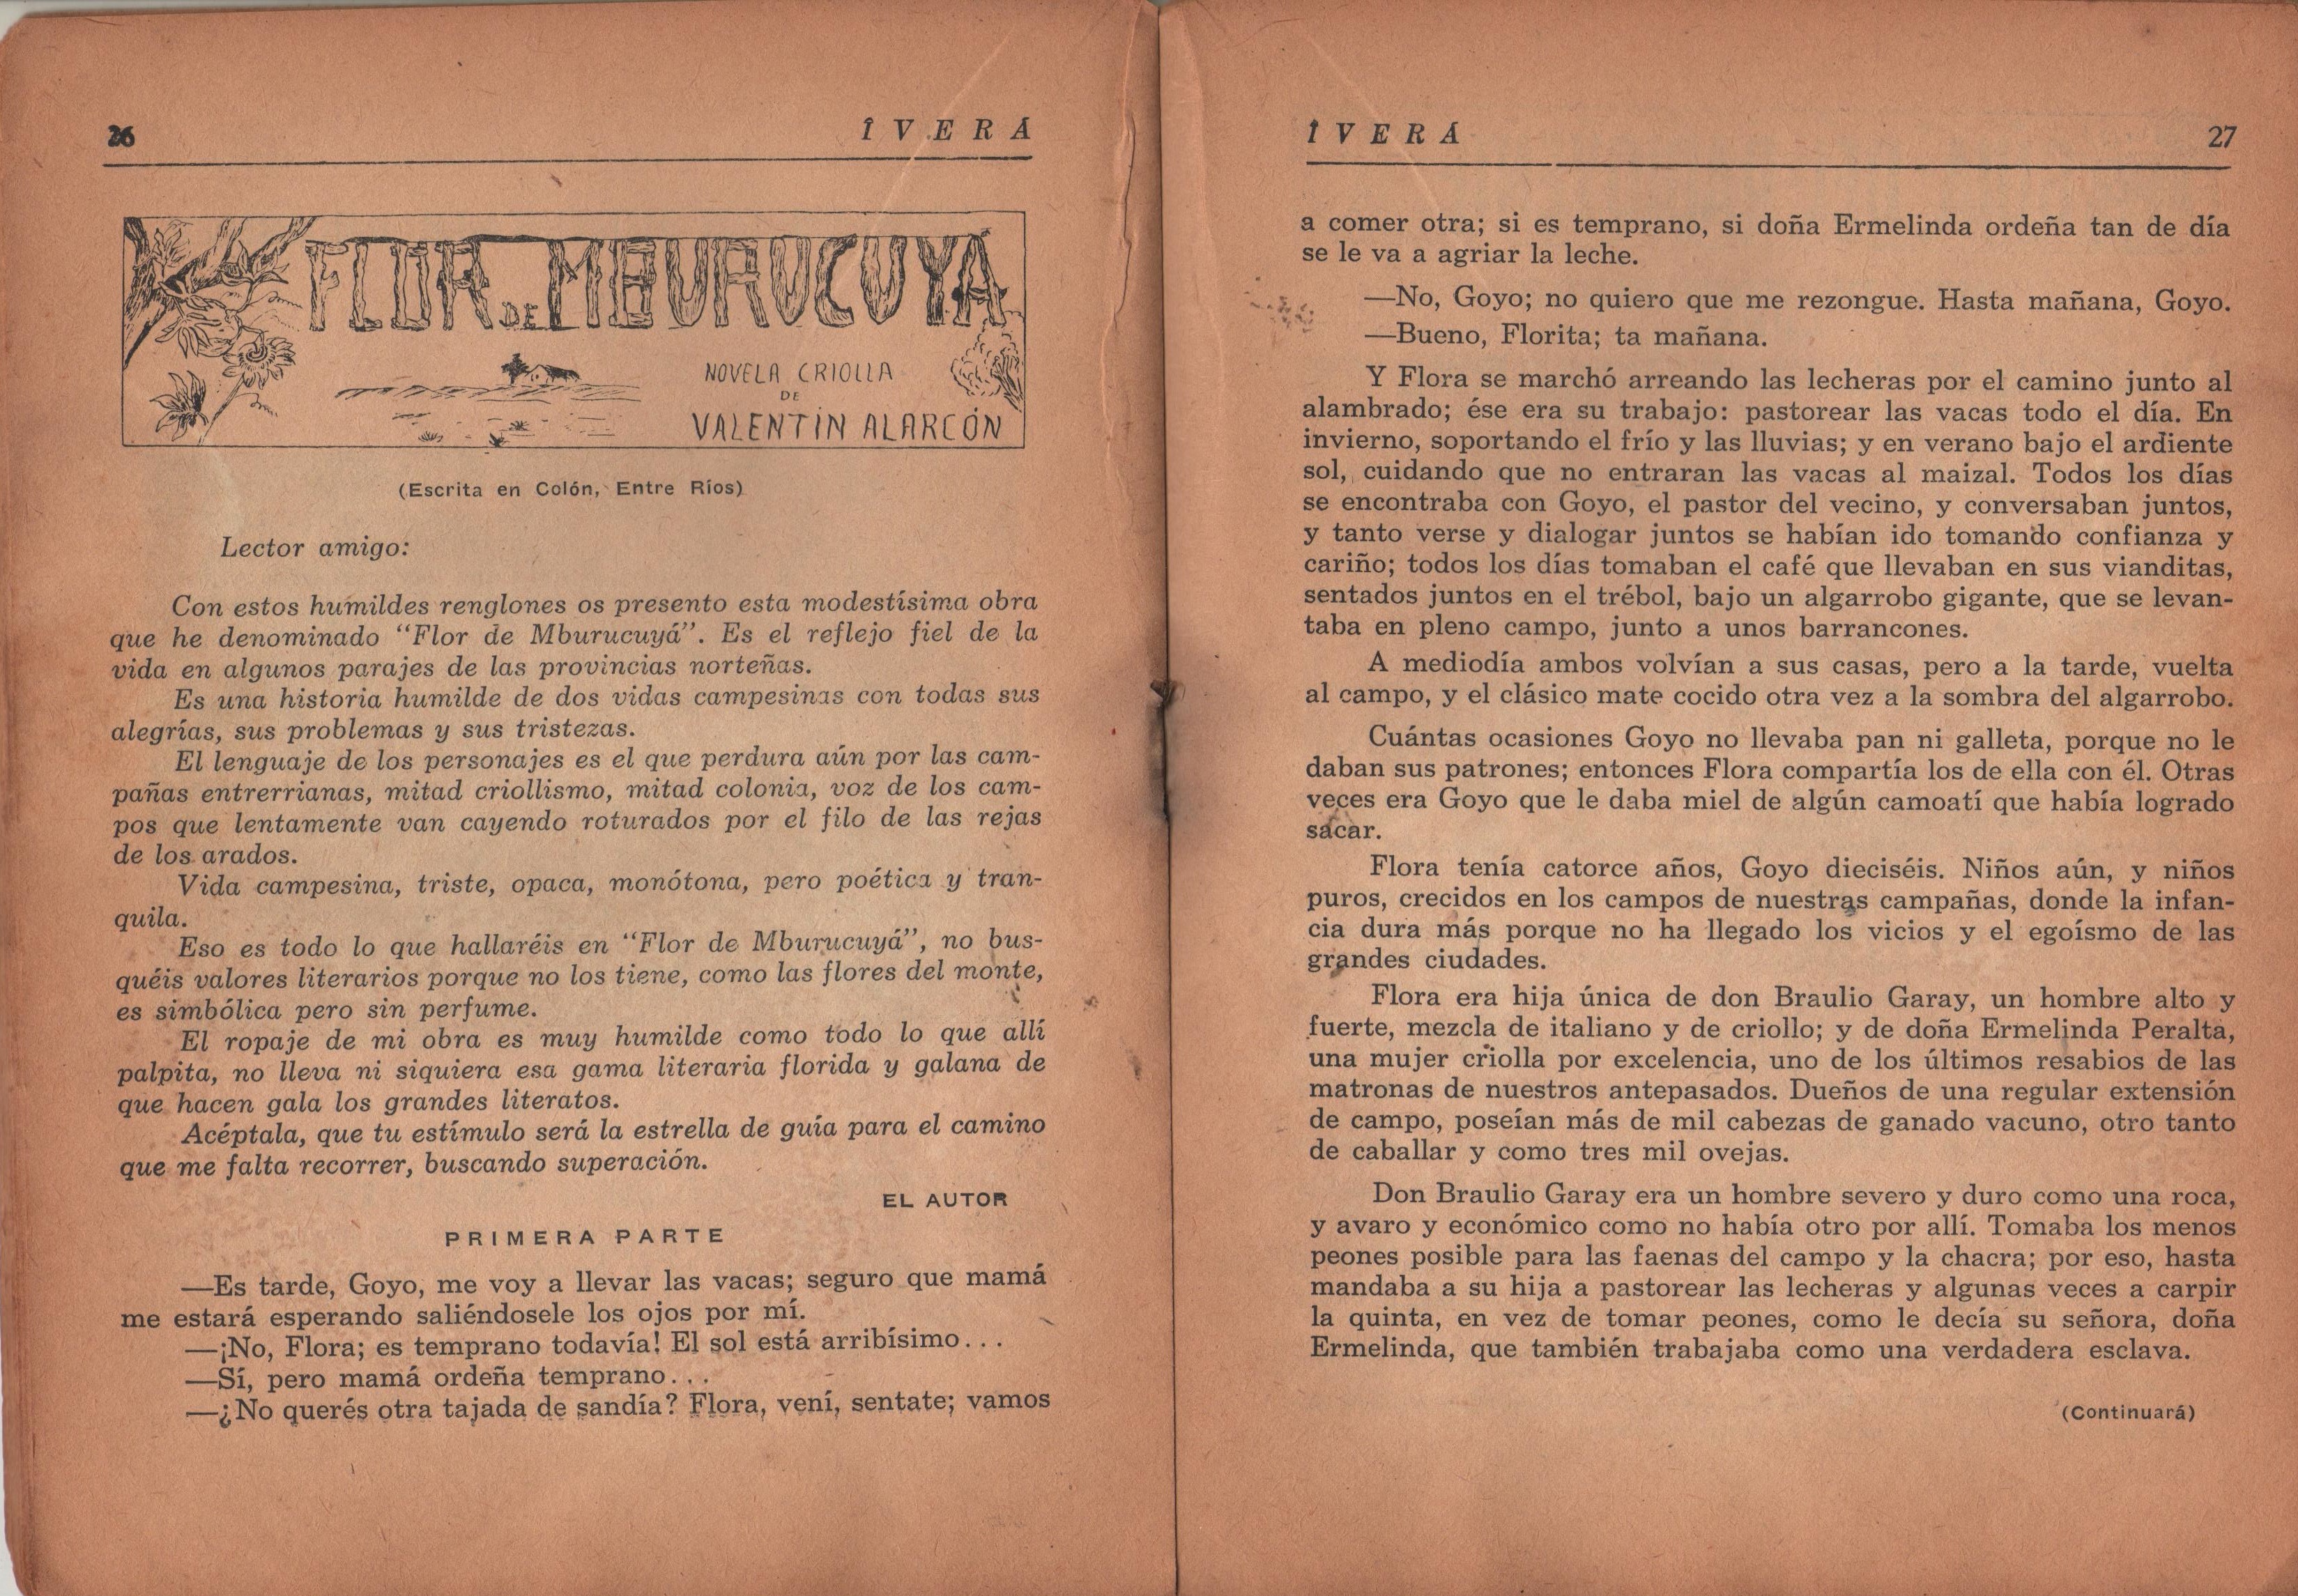 26
Î V E R Á
FLOR DE MBURUCUYA
NOVELA CRIOLLA
DE
VALENTÍN ALARCÓN
(Escrita en Colón, Entre Ríos)
Lector amigo:
Con estos humildes renglones os presento esta modestísima obra
que he denominado “Flor de Mburucuyá”. Es el reflejo fiel de la
vida en algunos parajes de las provincias norteñas.
Es una historia humilde de dos vidas campesinas con todas sus
alegrías, sus problemas y sus tristezas.
El lenguaje de los personajes es el que perdura aún por las cam-
pañas entrerrianas, mitad criollismo, mitad colonia, voz de los cam-
pos que lentamente van cayendo roturados por el filo de las rejas
de los arados.
Vida campesina, triste, opaca, monótona, pero poética y tran-
quila.
Eso es todo lo que hallaréis en “Flor de Mburucuyá”, no bus-
quéis valores literarios porque no los tiene, como las flores del monte,
es simbólica pero sin perfume.
El ropaje de mi obra es muy humilde como todo lo que allí
palpita, no lleva ni siquiera esa gama literaria florida y galana de
que hacen gala los grandes literatos.
Acéptala, que tu estímulo será la estrella de guía para el camino
que me falta recorrer, buscando superación.
EL AUTOR
PRIMERA PARTE
—Es tarde, Goyo, me voy a llevar las vacas; seguro que mamá
me estará esperando saliéndosele los ojos por mí.
—¡No, Flora; es temprano todavía! El sol está arribísimo...
—Sí, pero mamá ordeña temprano...
—¿No querés otra tajada de sandía? Flora, vení, sentate; vamos
Î V E R Á
27
a comer otra; si es temprano, si doña Ermelinda ordeña tan de día
se le va a agriar la leche.
—No, Goyo; no quiero que me rezongue. Hasta mañana, Goyo.
—Bueno, Florita; ta mañana.
Y Flora se marchó arreando las lecheras por el camino junto al
alambrado; ése era su trabajo: pastorear las vacas todo el día. En
invierno, soportando el frío y las lluvias; y en verano bajo el ardiente
sol, cuidando que no entraran las vacas al maizal. Todos los días
se encontraba con Goyo, el pastor del vecino, y conversaban juntos,
y tanto verse y dialogar juntos se habían ido tomando confianza y
cariño; todos los días tomaban el café que llevaban en sus vianditas,
sentados juntos en el trébol, bajo un algarrobo gigante, que se levan-
taba en pleno campo, junto a unos barrancones.
A mediodía ambos volvían a sus casas, pero a la tarde, vuelta
al campo, y el clásico mate cocido otra vez a la sombra del algarrobo.
Cuántas ocasiones Goyo no llevaba pan ni galleta, porque no le
daban sus patrones; entonces Flora compartía los de ella con él. Otras
veces era Goyo que le daba miel de algún camoatí que había logrado
sacar.
Flora tenía catorce años, Goyo dieciséis. Niños aún, y niños
puros, crecidos en los campos de nuestras campañas, donde la infan-
cia dura más porque no ha llegado los vicios y el egoísmo de las
grandes ciudades.
Flora era hija única de don Braulio Garay, un hombre alto y
fuerte, mezcla de italiano y de criollo; y de doña Ermelinda Peralta,
una mujer criolla por excelencia, uno de los últimos resabios de las
matronas de nuestros antepasados. Dueños de una regular extensión
de campo, poseían más de mil cabezas de ganado vacuno, otro tanto
de caballar y como tres mil ovejas.
Don Braulio Garay era un hombre severo y duro como una roca,
y avaro y económico como no había otro por allí. Tomaba los menos
peones posible para las faenas del campo y la chacra; por eso, hasta
mandaba a su hija a pastorear las lecheras y algunas veces a carpir
la quinta, en vez de tomar peones, como le decía su señora, doña
Ermelinda, que también trabajaba como una verdadera esclava.
(Continuará)